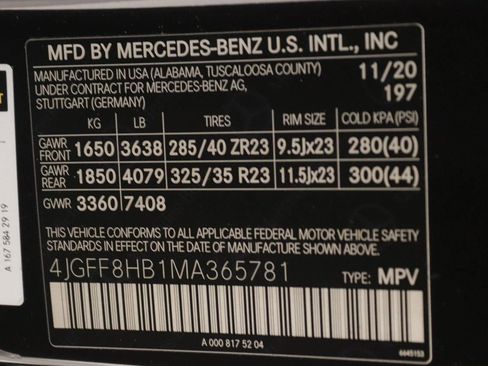 MFD BY MERCEDES-BENZ U.S. INTL., INC
MANUFACTURED IN USA (ALABAMA, TUSCALOOSA COUNTY) 11/20
UNDER CONTRACT FOR MERCEDES-BENZ AG, 197
STUTTGART (GERMANY)
KG LB TIRES RIM SIZE COLD KPA (PSI)
GAWR FRONT 1650 3638 285/40 ZR23 9.5Jx23 280(40)
GAWR REAR 1850 4079 325/35 R23 11.5Jx23 300(44)
GVWR 3360 7408
THIS VEHICLE CONFORMS TO ALL APPLICABLE FEDERAL MOTOR VEHICLE SAFETY
STANDARDS IN EFFECT ON THE DATE OF MANUFACTURE SHOWN ABOVE.
4JGFF8HB1MA365781 TYPE: MPV
A 000 817 52 04
6645153
A 167 584 29 19